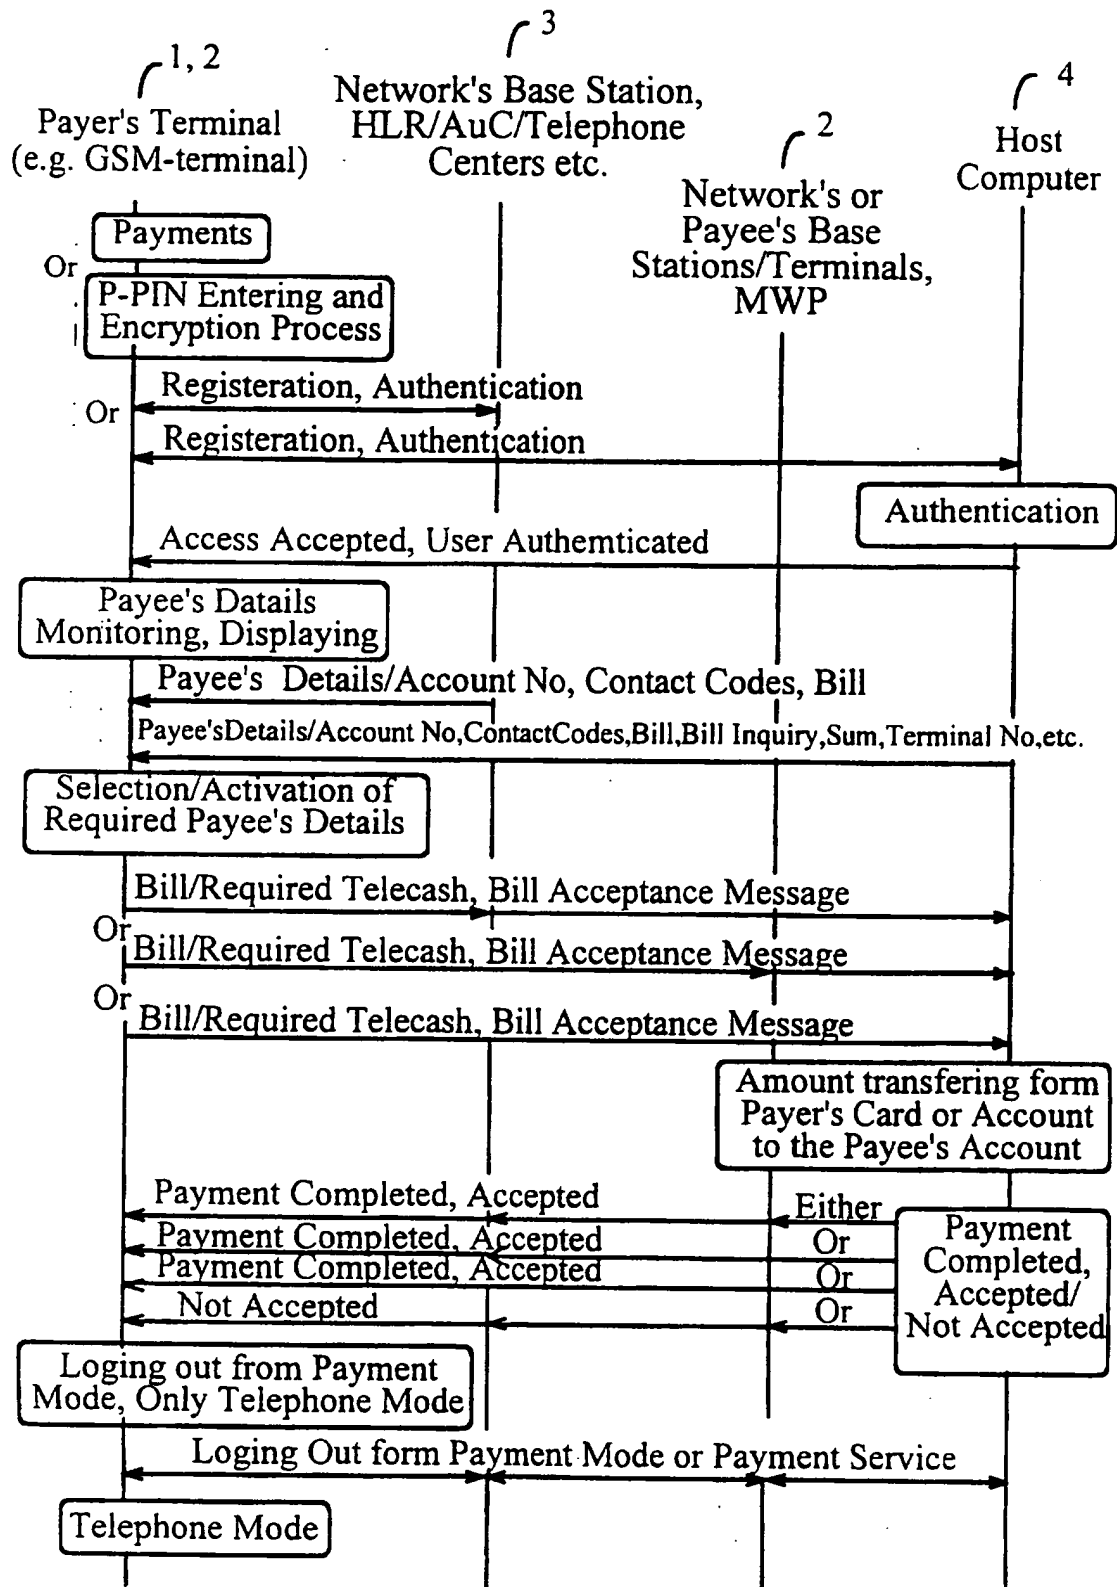 1, 2
Payer's Terminal
(e.g. GSM-terminal)
3
Network's Base Station,
HLR/AuC/Telephone
Centers etc.
2
Network's or
Payee's Base
Stations/Terminals,
MWP
4
Host
Computer
Payments
Or
P-PIN Entering and
Encryption Process
Registeration, Authentication
Or
Registeration, Authentication
Authentication
Access Accepted, User Authemticated
Payee's Datails
Monitoring, Displaying
Payee's Details/Account No, Contact Codes, Bill
Payee'sDetails/Account No,ContactCodes,Bill,Bill Inquiry,Sum,Terminal No,etc.
Selection/Activation of
Required Payee's Details
Bill/Required Telecash, Bill Acceptance Message
Or
Bill/Required Telecash, Bill Acceptance Message
Or
Bill/Required Telecash, Bill Acceptance Message
Amount transfering form
Payer's Card or Account
to the Payee's Account
Payment Completed, Accepted
Either
Payment Completed, Accepted
Or
Payment Completed, Accepted
Or
Not Accepted
Or
Payment
Completed,
Accepted/
Not Accepted
Loging out from Payment
Mode, Only Telephone Mode
Loging Out form Payment Mode or Payment Service
Telephone Mode